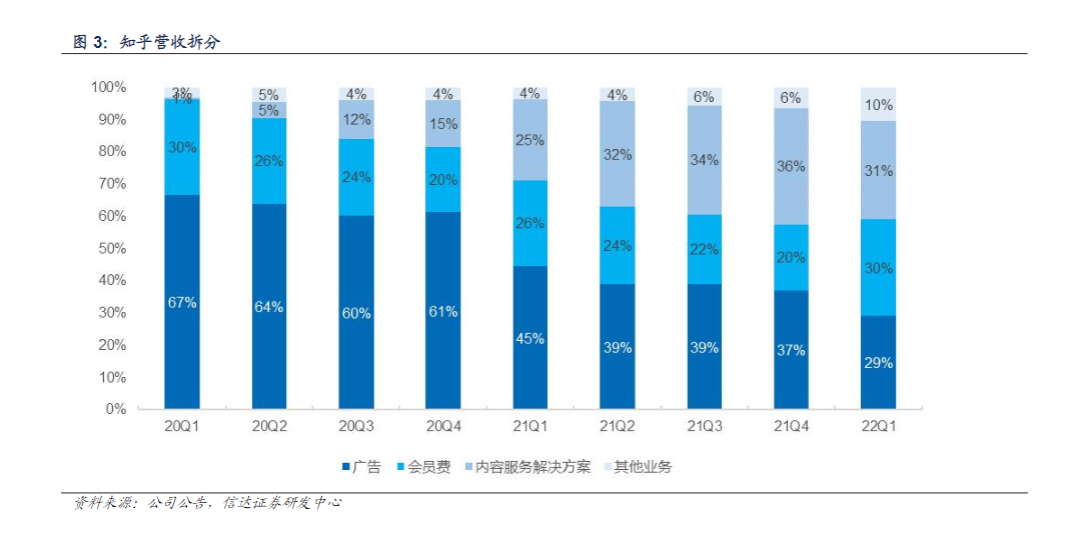 图 3：知乎营收拆分
100%
90%
80%
70%
60%
50%
40%
30%
20%
10%
0%
3% 5% 4% 4% 4% 4% 6% 6% 10%
1% 5% 12% 15% 25% 32% 34% 36% 31%
30% 26% 24% 20% 26% 24% 22% 20% 30%
67% 64% 60% 61% 45% 39% 39% 37% 29%
20Q1 20Q2 20Q3 20Q4 21Q1 21Q2 21Q3 21Q4 22Q1
广告 会员费 内容服务解决方案 其他业务
资料来源：公司公告，信达证券研发中心